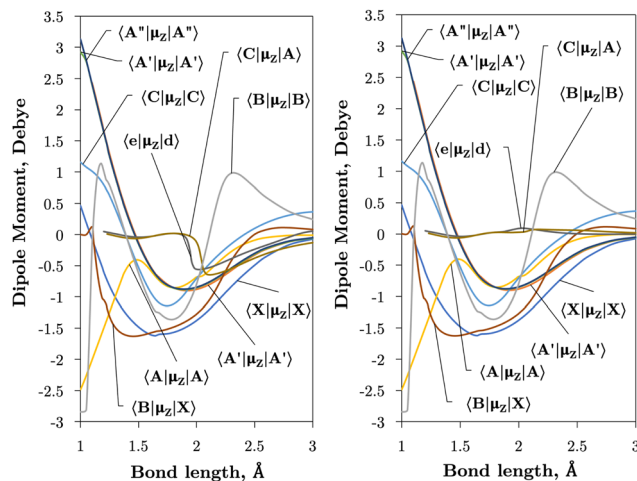 Dipole Moment, Debye
3.5
3
2.5
2
1.5
1
0.5
0
-0.5
-1
-1.5
-2
-2.5
-3
⟨A"|μz|A"⟩
⟨A'|μz|A'⟩
⟨C|μz|A⟩
⟨C|μz|C⟩
⟨B|μz|B⟩
⟨e|μz|d⟩
⟨X|μz|X⟩
⟨A'|μz|A'⟩
⟨A|μz|A⟩
⟨B|μz|X⟩
1 1.5 2 2.5 3
Bond length, Å
Dipole Moment, Debye
3.5
3
2.5
2
1.5
1
0.5
0
-0.5
-1
-1.5
-2
-2.5
-3
⟨A"|μz|A"⟩
⟨C|μz|A⟩
⟨A'|μz|A'⟩
⟨C|μz|C⟩
⟨B|μz|B⟩
⟨e|μz|d⟩
⟨X|μz|X⟩
⟨A'|μz|A'⟩
⟨A|μz|A⟩
⟨B|μz|X⟩
1 1.5 2 2.5 3
Bond length, Å